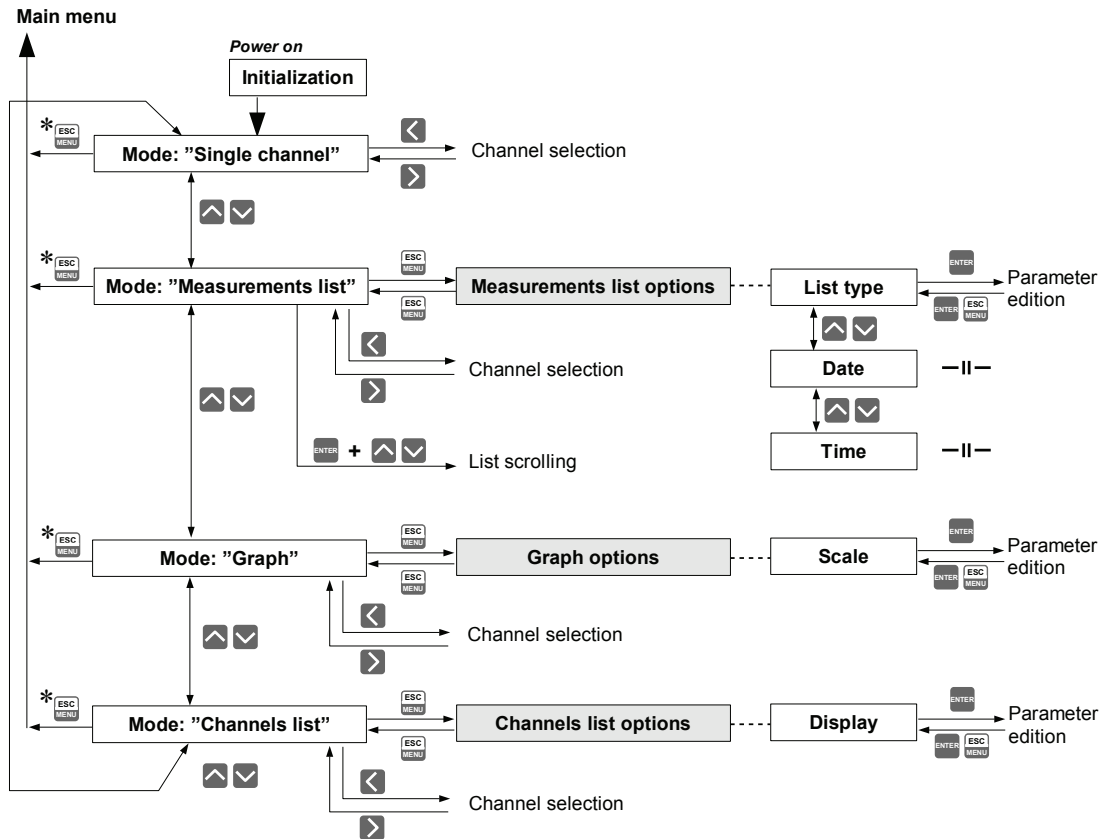 Main menu
Power on
Initialization
*
ESC
MENU
Mode: ”Single channel”
Channel selection
*
ESC
MENU
Mode: ”Measurements list”
ESC
MENU
ESC
MENU
Measurements list options
List type
ENTER
ENTER
ESC
MENU
Parameter
edition
Channel selection
Date
—II—
ENTER
+
List scrolling
Time
—II—
*
ESC
MENU
Mode: ”Graph”
ESC
MENU
ESC
MENU
Graph options
Scale
ENTER
ENTER
ESC
MENU
Parameter
edition
Channel selection
*
ESC
MENU
Mode: ”Channels list”
ESC
MENU
ESC
MENU
Channels list options
Display
ENTER
ENTER
ESC
MENU
Parameter
edition
Channel selection